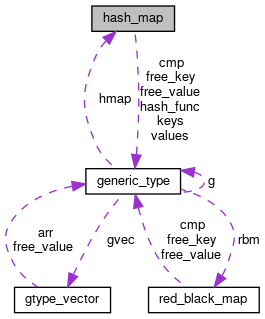 hash_map
cmp
free_key
free_value
hash_func
keys
values
hmap
generic_type
g
arr
free_value
gvec
cmp
free_key
free_value
rbm
gtype_vector
red_black_map